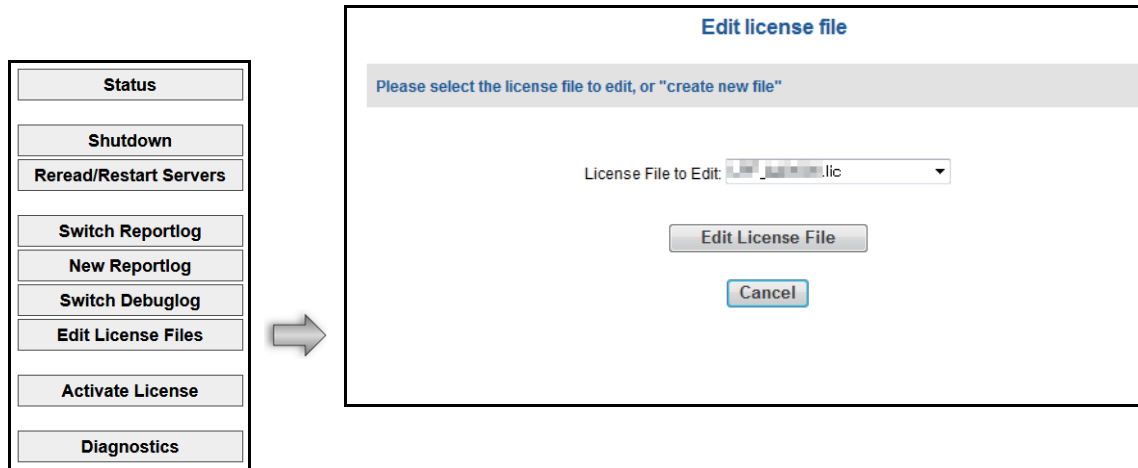 Status
Shutdown
Reread/Restart Servers
Switch Reportlog
New Reportlog
Switch Debuglog
Edit License Files
Activate License
Diagnostics
Edit license file
Please select the license file to edit, or "create new file"
License File to Edit: .lic
Edit License File
Cancel